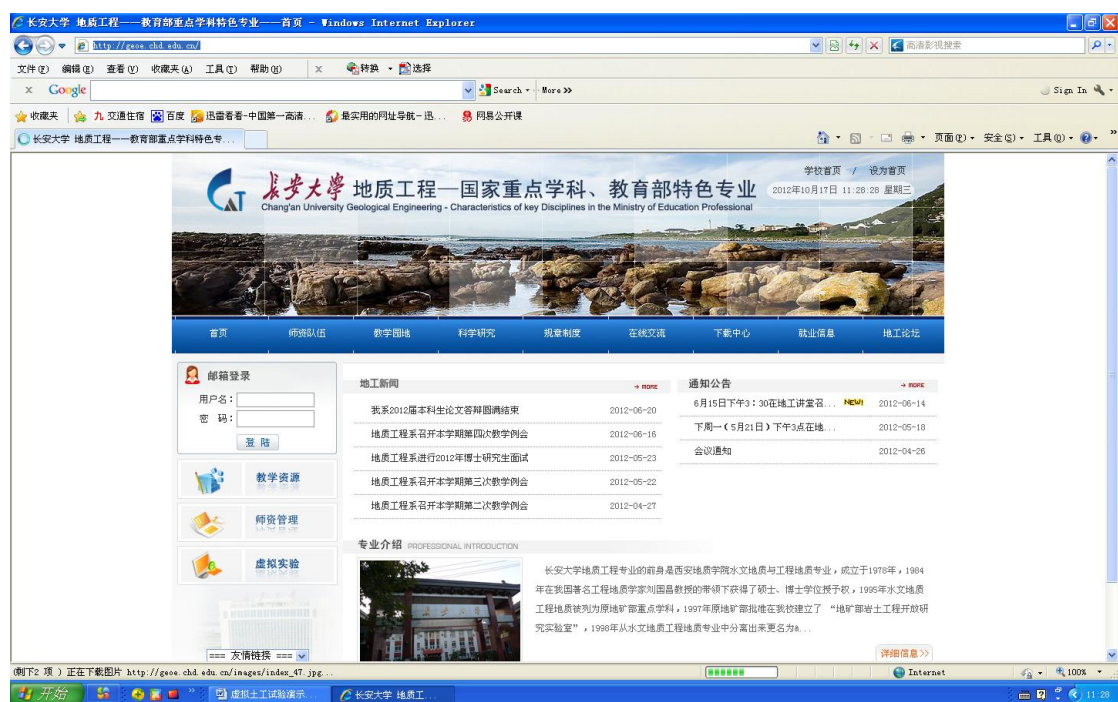 长安大学 地质工程——教育部重点学科特色专业——首页 - Windows Internet Explorer
http://geoe.chd.edu.cn/
高清影视搜索
文件(F) 编辑(E) 查看(V) 收藏夹(A) 工具(T) 帮助(H) x 转换 选择
x Google Search More >> Sign In
收藏夹 九 交通住宿 百度 迅雷看看-中国第一高清... 最实用的网址导航-迅... 网易公开课
长安大学 地质工程——教育部重点学科特色专... 页面(P) 安全(S) 工具(O)
学校首页 / 设为首页
长安大学 地质工程—国家重点学科、教育部特色专业
2012年10月17日 11:28:28 星期三
Chang'an University Geological Engineering - Characteristics of key Disciplines in the Ministry of Education Professional
首页 师资队伍 教学园地 科学研究 规章制度 在线交流 下载中心 就业信息 地工论坛
邮箱登录
用户名：
密 码：
登 陆
教学资源
师资管理
虚拟实验
=== 友情链接 ===
地工新闻 MORE
我系2012届本科生论文答辩圆满结束 2012-06-20
地质工程系召开本学期第四次教学例会 2012-06-16
地质工程系进行2012年博士研究生面试 2012-05-23
地质工程系召开本学期第三次教学例会 2012-05-22
地质工程系召开本学期第二次教学例会 2012-04-27
通知公告 MORE
6月15日下午3：30在地工讲堂召... NEW! 2012-06-14
下周一（5月21日）下午3点在地... 2012-05-18
会议通知 2012-04-26
专业介绍 PROFESSIONAL INTRODUCTION
长安大学地质工程专业的前身是西安地质学院水文地质与工程地质专业，成立于1978年，1984
年在我国著名工程地质学家刘国昌教授的带领下获得了硕士、博士学位授予权，1995年水文地质
工程地质被列为原地矿部重点学科，1997年原地矿部批准在我校建立了 “地矿部岩土工程开放研
究实验室”，1998年从水文地质工程地质专业中分离出来更名为&...
详细信息>>
(剩下2 项 ) 正在下载图片 http://geoe.chd.edu.cn/images/index_47.jpg... Internet 100%
开始 虚拟土工试验演示... 长安大学 地质工... 11:28